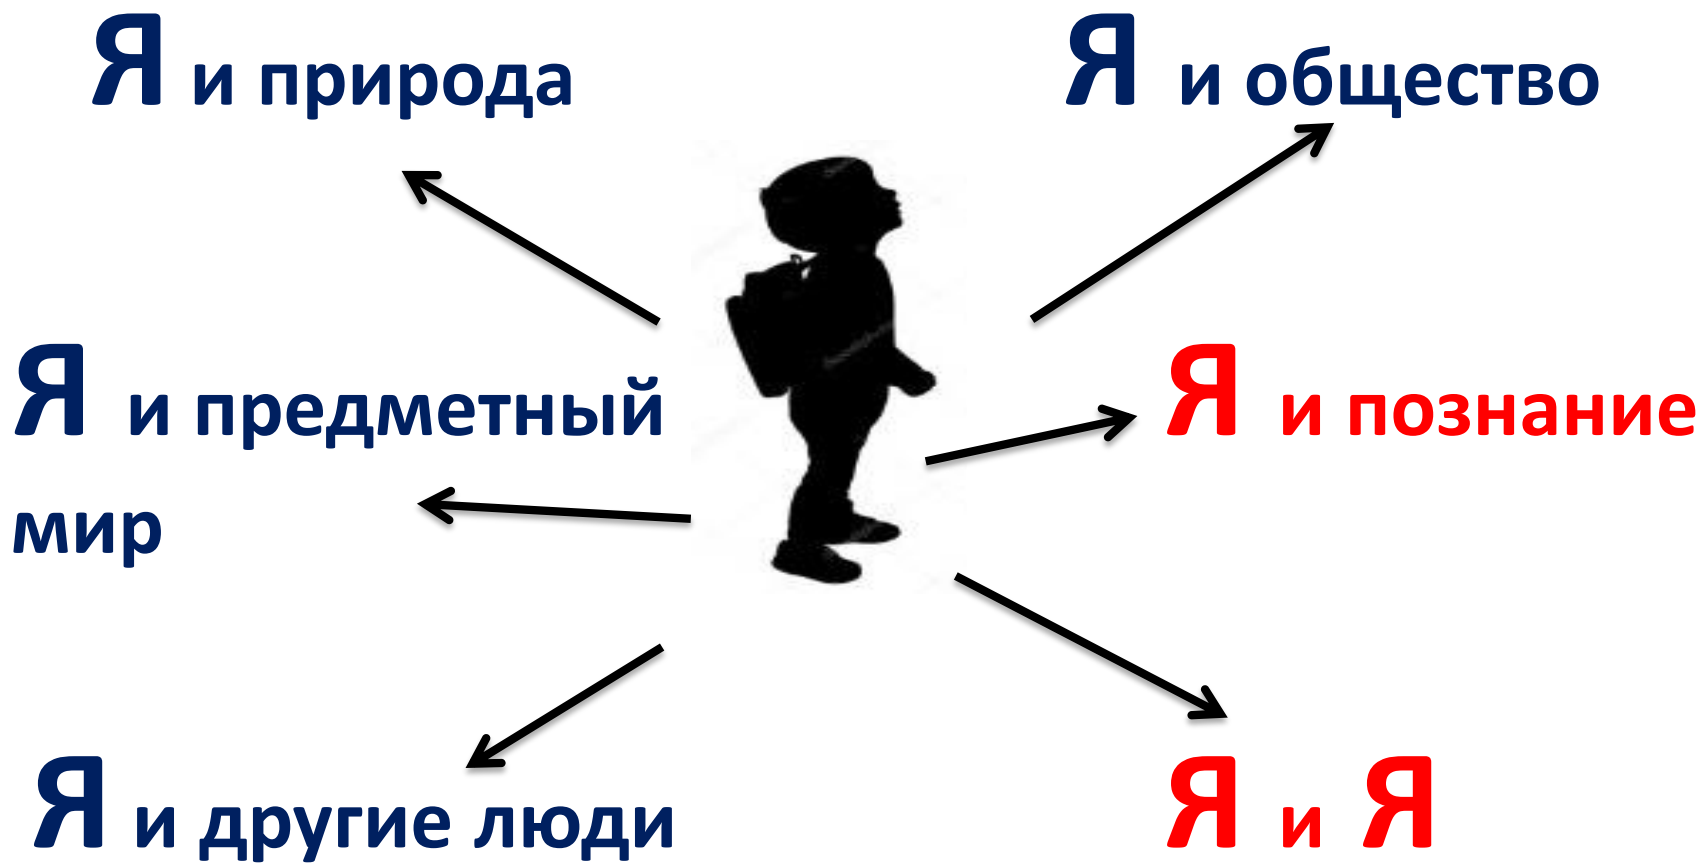 Я и природа
Я и общество
Я и предметный
мир
Я и познание
Я и другие люди
Я и Я